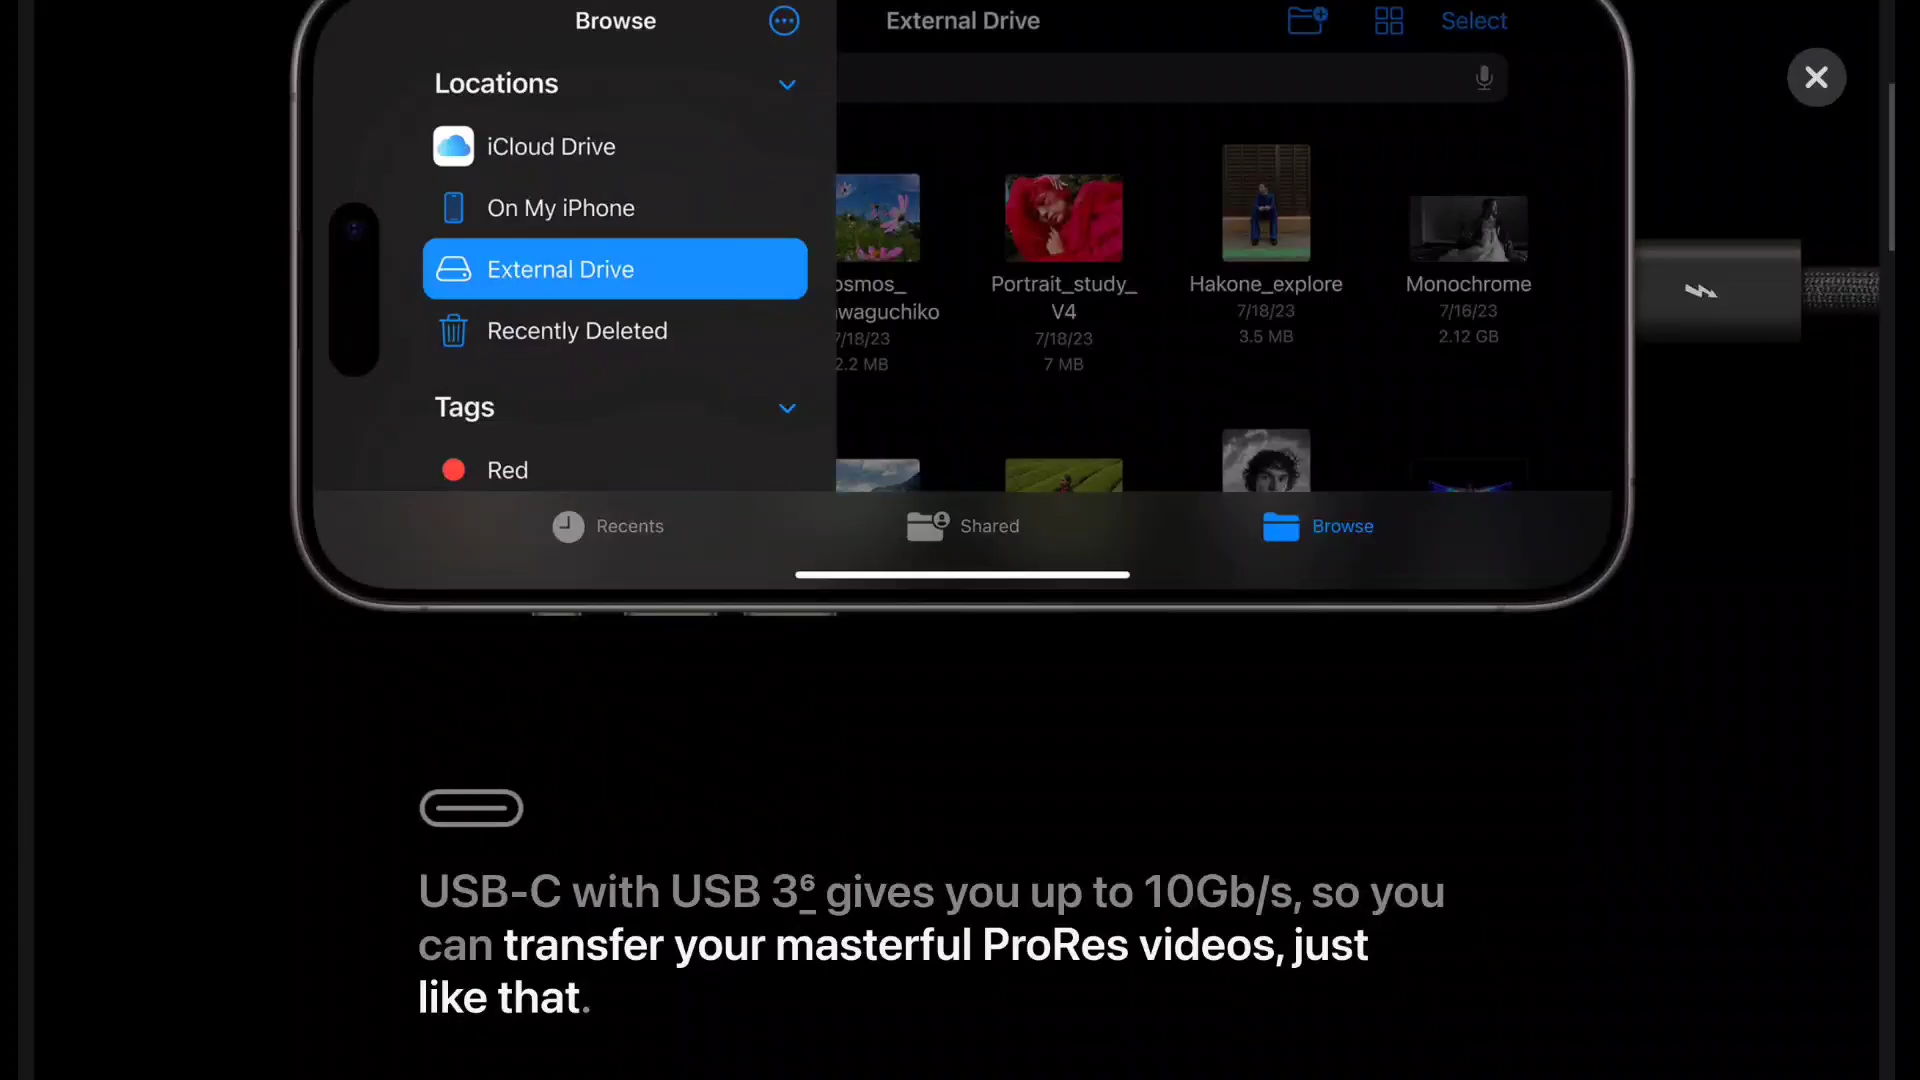 Browse
External Drive
Select
Locations
iCloud Drive
On My iPhone
External Drive
Recently Deleted
Tags
Red
osmos_
waguchiko
7/18/23
2.2 MB
Portrait_study_
V4
7/18/23
7 MB
Hakone_explore
7/18/23
3.5 MB
Monochrome
7/16/23
2.12 GB
Recents
Shared
Browse
USB-C with USB 3⁶ gives you up to 10Gb/s, so you
can transfer your masterful ProRes videos, just
like that.